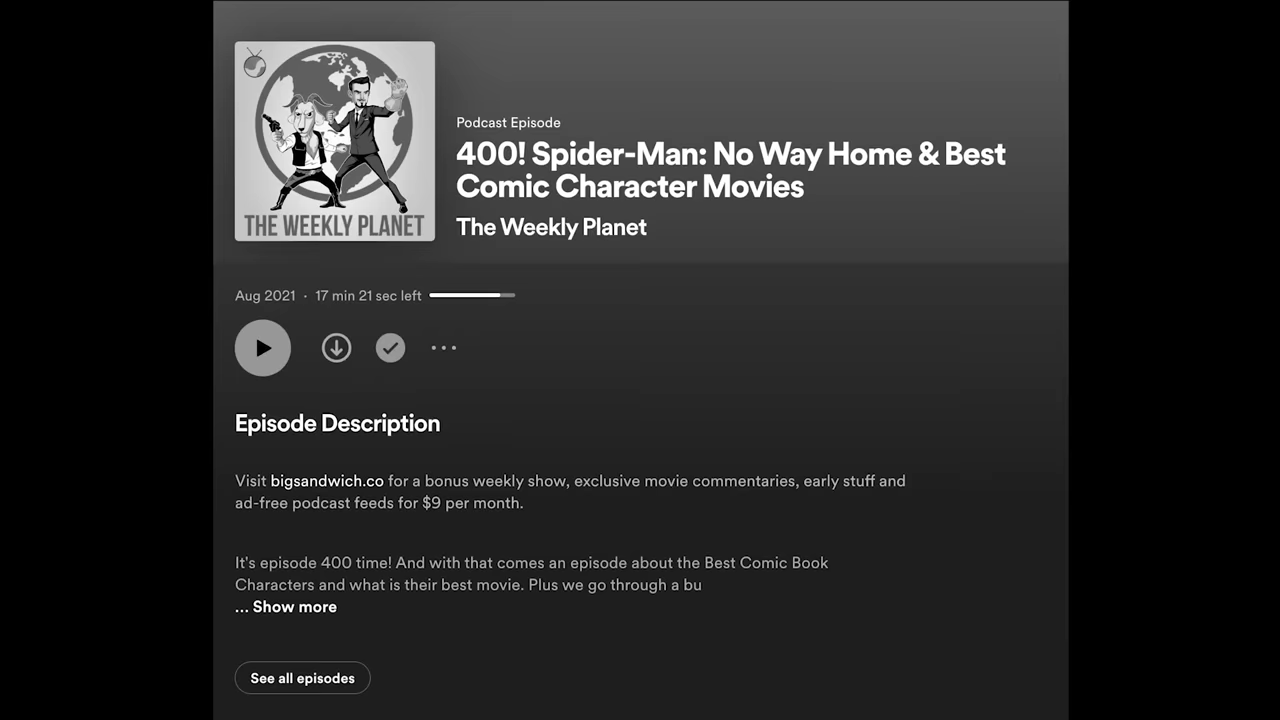 THE WEEKLY PLANET
Podcast Episode
400! Spider-Man: No Way Home & Best
Comic Character Movies
The Weekly Planet
Aug 2021 · 17 min 21 sec left
Episode Description
Visit bigsandwich.co for a bonus weekly show, exclusive movie commentaries, early stuff and
ad-free podcast feeds for $9 per month.
It's episode 400 time! And with that comes an episode about the Best Comic Book
Characters and what is their best movie. Plus we go through a bu
... Show more
See all episodes